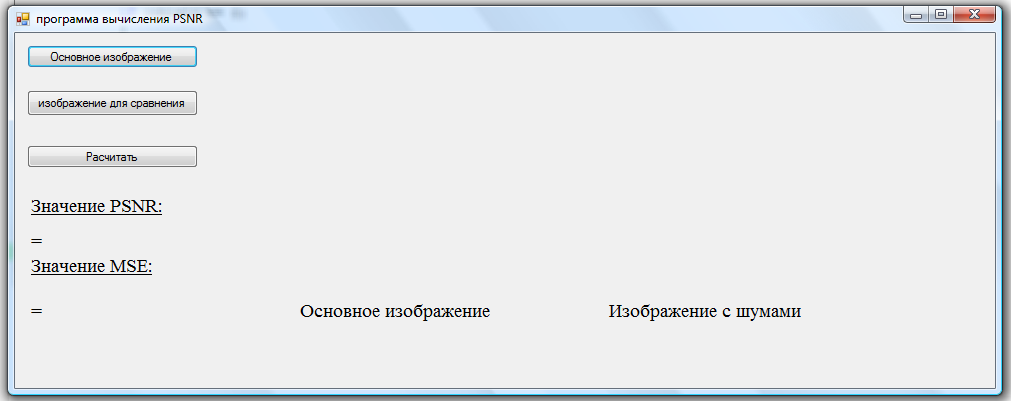 программа вычисления PSNR
Основное изображение
изображение для сравнения
Расчитать
Значение PSNR:
=
Значение MSE:
= Основное изображение Изображение с шумами